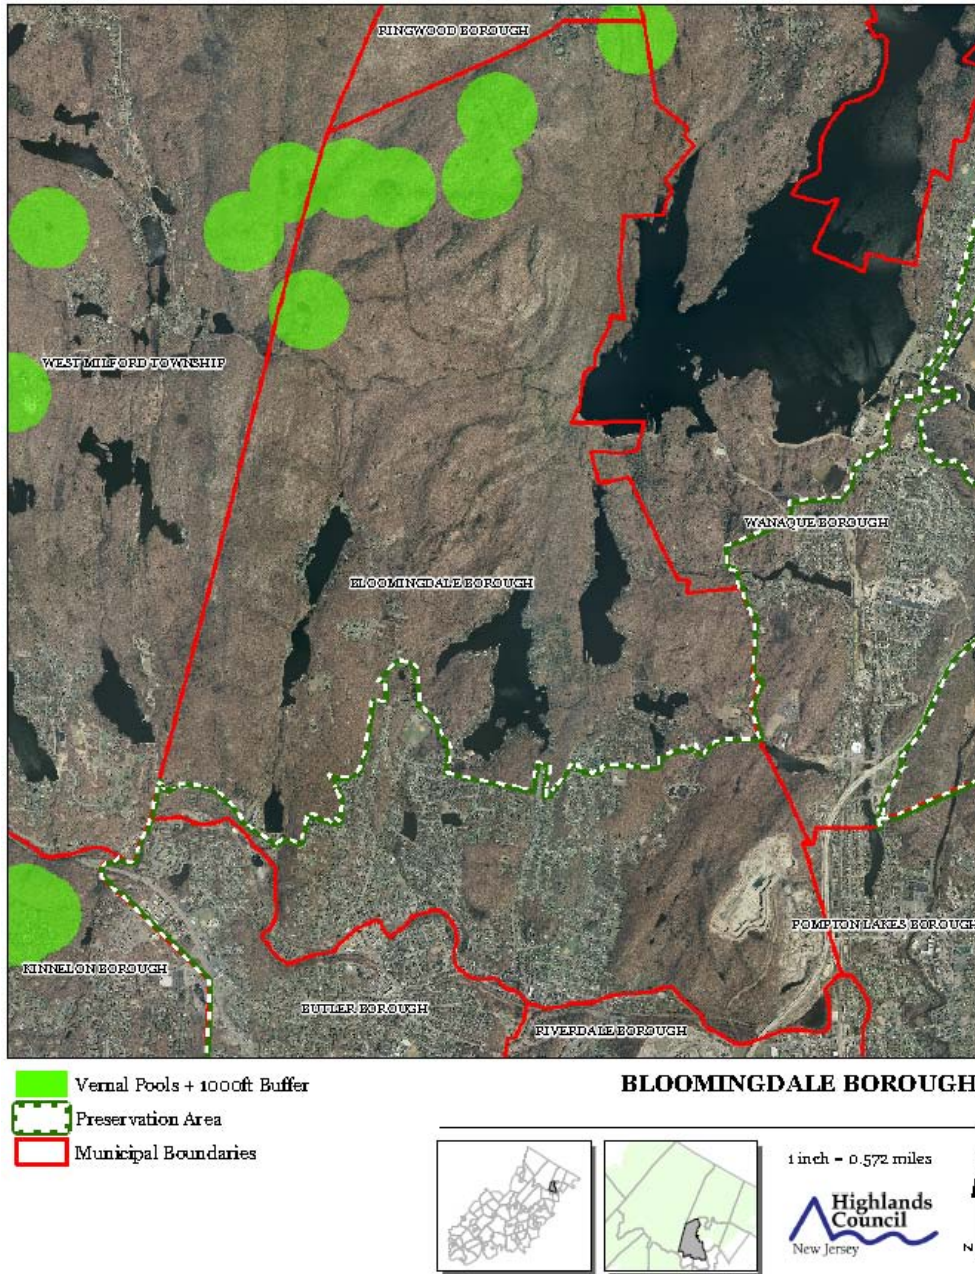 RINGWOOD BOROUGH
WEST MILFORD TOWNSHIP
WANAQUE BOROUGH
BLOOMINGDALE BOROUGH
POMPTON LAKES BOROUGH
KINNELON BOROUGH
BUTLER BOROUGH
RIVERDALE BOROUGH
Vernal Pools + 1000ft Buffer
Preservation Area
Municipal Boundaries
BLOOMINGDALE BOROUGH
1 inch = 0.572 miles
Highlands
Council
New Jersey
N